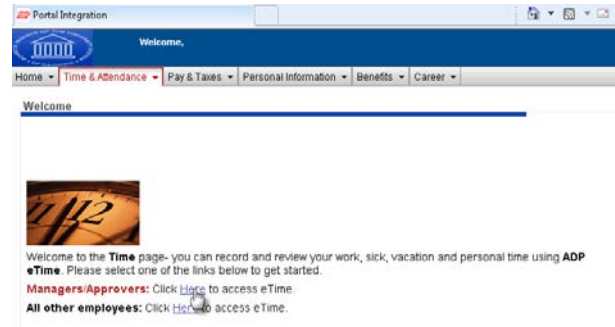 ADP Portal Integration
Welcome,
Home Time & Attendance Pay & Taxes Personal Information Benefits Career
Welcome
11 12
Welcome to the Time page- you can record and review your work, sick, vacation and personal time using ADP
eTime. Please select one of the links below to get started.
Managers/Approvers: Click Here to access eTime.
All other employees: Click Here to access eTime.